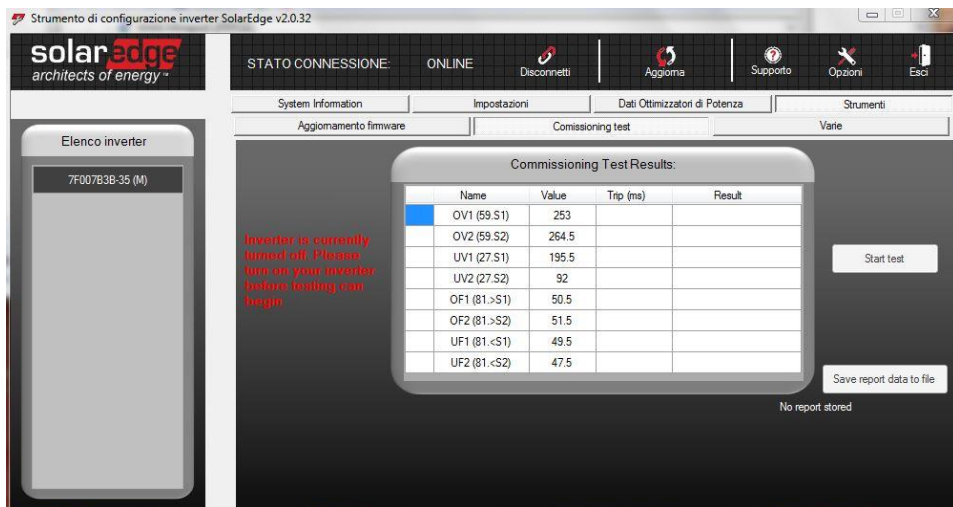 Strumento di configurazione inverter SolarEdge v2.0.32
solaredge
architects of energy™
STATO CONNESSIONE: ONLINE
Disconnetti
Aggiorna
Supporto
Opzioni
Esci
System Information
Impostazioni
Dati Ottimizzatori di Potenza
Strumenti
Aggiornamento firmware
Comissioning test
Varie
Elenco inverter
7F007B3B-35 (M)
Inverter is currently
turned off. Please
turn on your inverter
before testing can
begin
Commissioning Test Results:
Name Value Trip (ms) Result
OV1 (59.S1) 253
OV2 (59.S2) 264.5
UV1 (27.S1) 195.5
UV2 (27.S2) 92
OF1 (81.>S1) 50.5
OF2 (81.>S2) 51.5
UF1 (81.<S1) 49.5
UF2 (81.<S2) 47.5
Start test
Save report data to file
No report stored